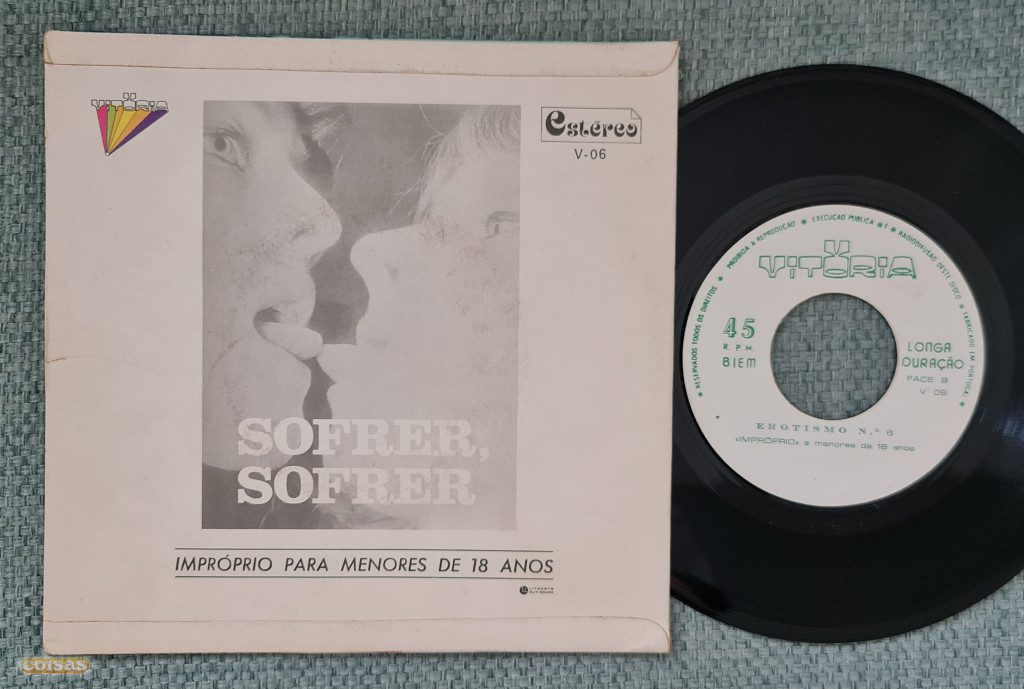 VITÓRIA
Estéreo
V-06
SOFRER,
SOFRER
IMPRÓPRIO PARA MENORES DE 18 ANOS
★ RESERVADOS TODOS OS DIREITOS ★ PROIBIDA A REPRODUÇÃO ★ EXECUÇÃO PÚBLICA ★ E ★ RADIODIFUSÃO DESTE DISCO ★ FABRICADO EM PORTUGAL ★
V
VITÓRIA
45
R.P.M.
BIEM
LONGA
DURAÇÃO
FACE B
V 06
EROTISMO N.º 6
«IMPRÓPRIO» a menores de 18 anos
coisas